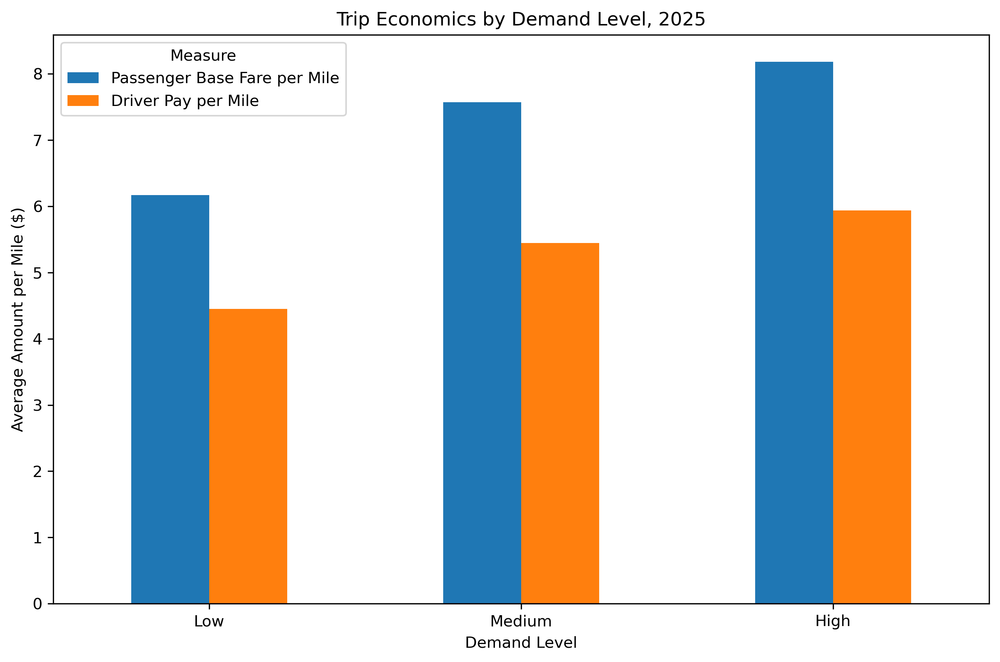 Trip Economics by Demand Level, 2025
Measure
Passenger Base Fare per Mile
Driver Pay per Mile
Average Amount per Mile ($)
8
7
6
5
4
3
2
1
0
Low
Medium
High
Demand Level